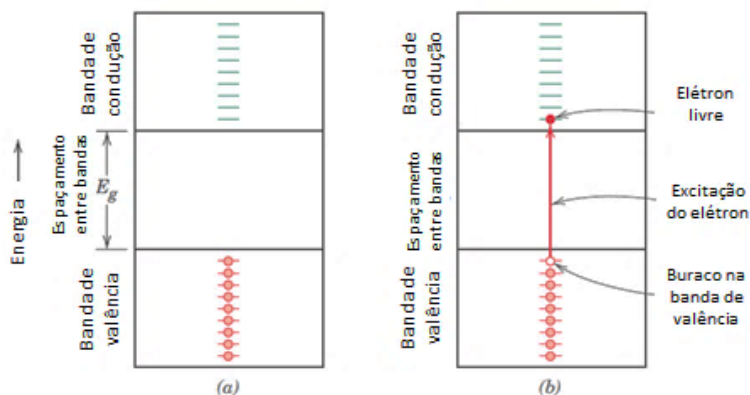 Energia
Banda de
condução
Espaçamento
entre bandas
E_g
Banda de
valência
(a)
Banda de
condução
Espaçamento
entre bandas
Banda de
valência
(b)
Elétron
livre
Excitação
do elétron
Buraco na
banda de
valência